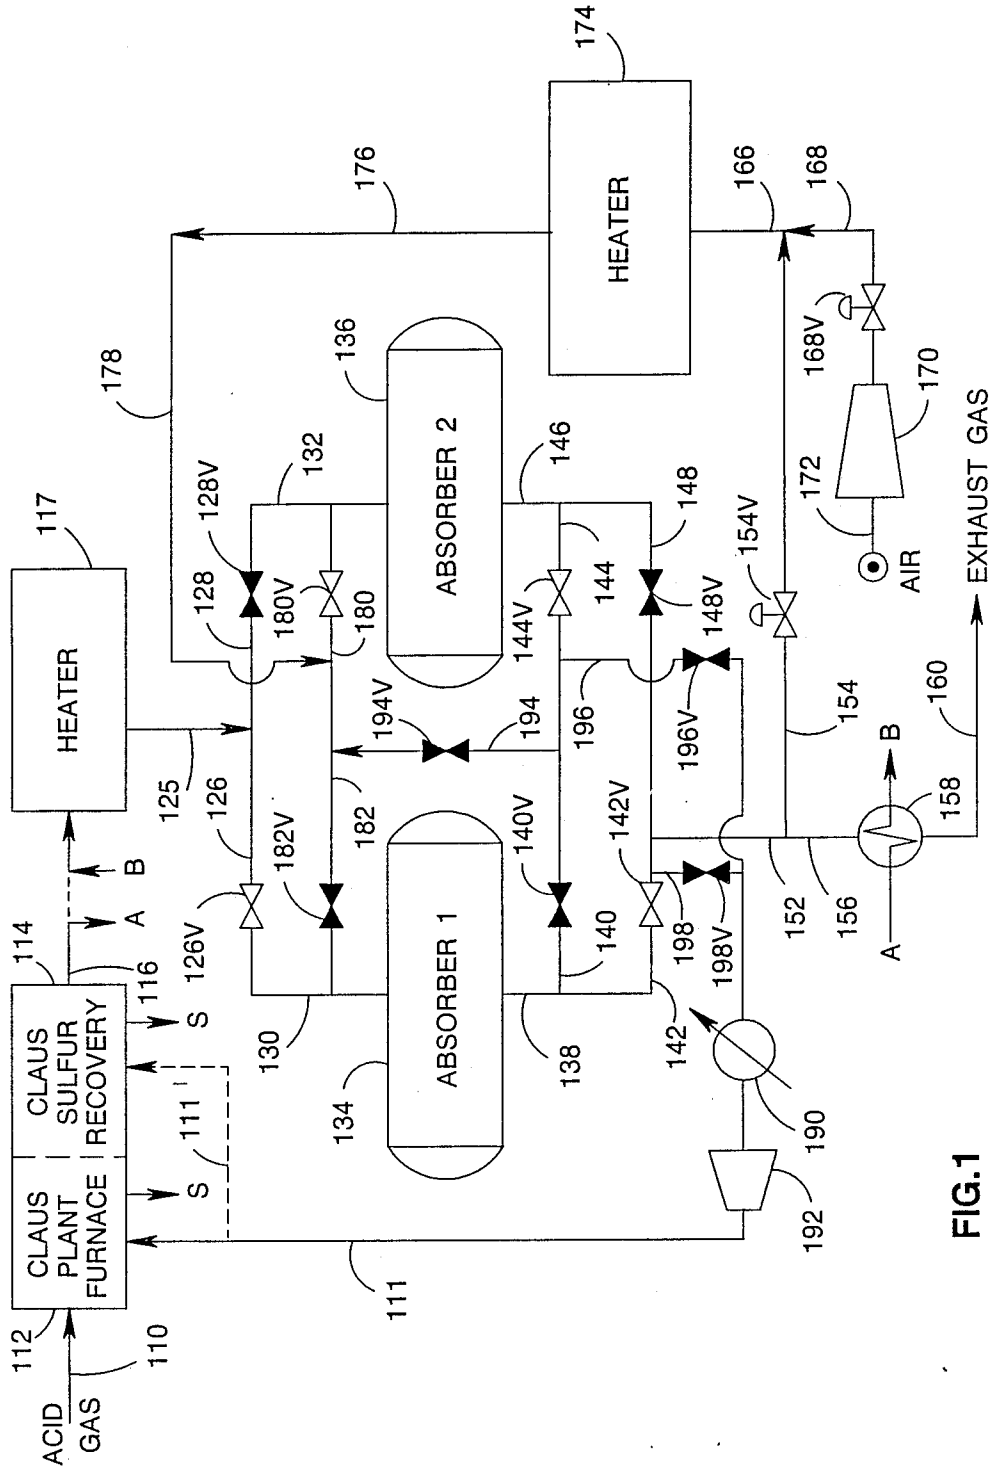 ACID
GAS
110
112
CLAUS
PLANT
FURNACE
CLAUS
SULFUR
RECOVERY
114
116
S
S
A
B
111
111
HEATER
117
125
126
126V
128
128V
130
132
178
176
180V
180
182V
182
194V
194
134
ABSORBER 1
136
ABSORBER 2
HEATER
174
138
140
140V
142
142V
144V
144
146
148
148V
196
196V
198
198V
152
154
154V
156
158
160
A
B
EXHAUST GAS
166
168
168V
170
172
AIR
190
192
FIG.1